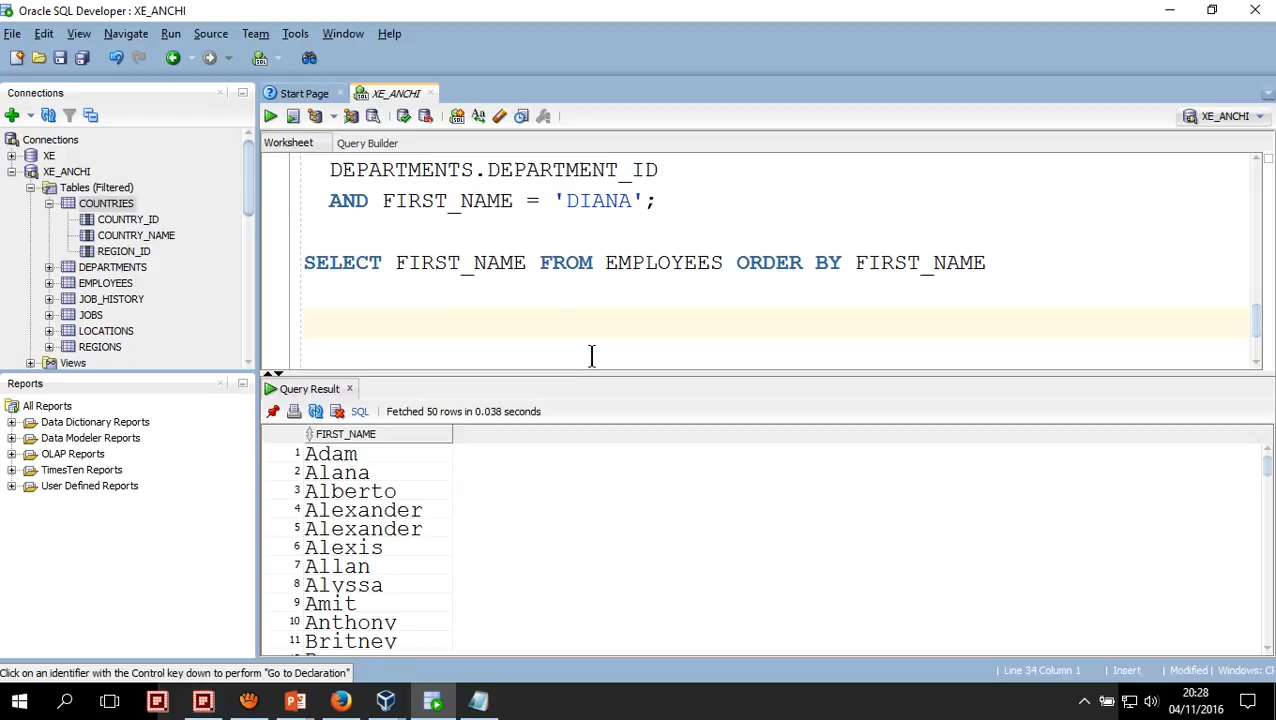 Oracle SQL Developer : XE_ANCHI
File Edit View Navigate Run Source Team Tools Window Help
Connections
Start Page
XE_ANCHI
XE_ANCHI
Worksheet
Query Builder
Connections
XE
XE_ANCHI
Tables (Filtered)
COUNTRIES
COUNTRY_ID
COUNTRY_NAME
REGION_ID
DEPARTMENTS
EMPLOYEES
JOB_HISTORY
JOBS
LOCATIONS
REGIONS
Views
DEPARTMENTS.DEPARTMENT_ID
AND FIRST_NAME = 'DIANA';
SELECT FIRST_NAME FROM EMPLOYEES ORDER BY FIRST_NAME
Reports
All Reports
Data Dictionary Reports
Data Modeler Reports
OLAP Reports
TimesTen Reports
User Defined Reports
Query Result
SQL
Fetched 50 rows in 0.038 seconds
FIRST_NAME
1 Adam
2 Alana
3 Alberto
4 Alexander
5 Alexander
6 Alexis
7 Allan
8 Alyssa
9 Amit
10 Anthony
11 Britney
Click on an identifier with the Control key down to perform "Go to Declaration"
Line 34 Column 1
Insert
Modified
Windows: CF
20:28
04/11/2016